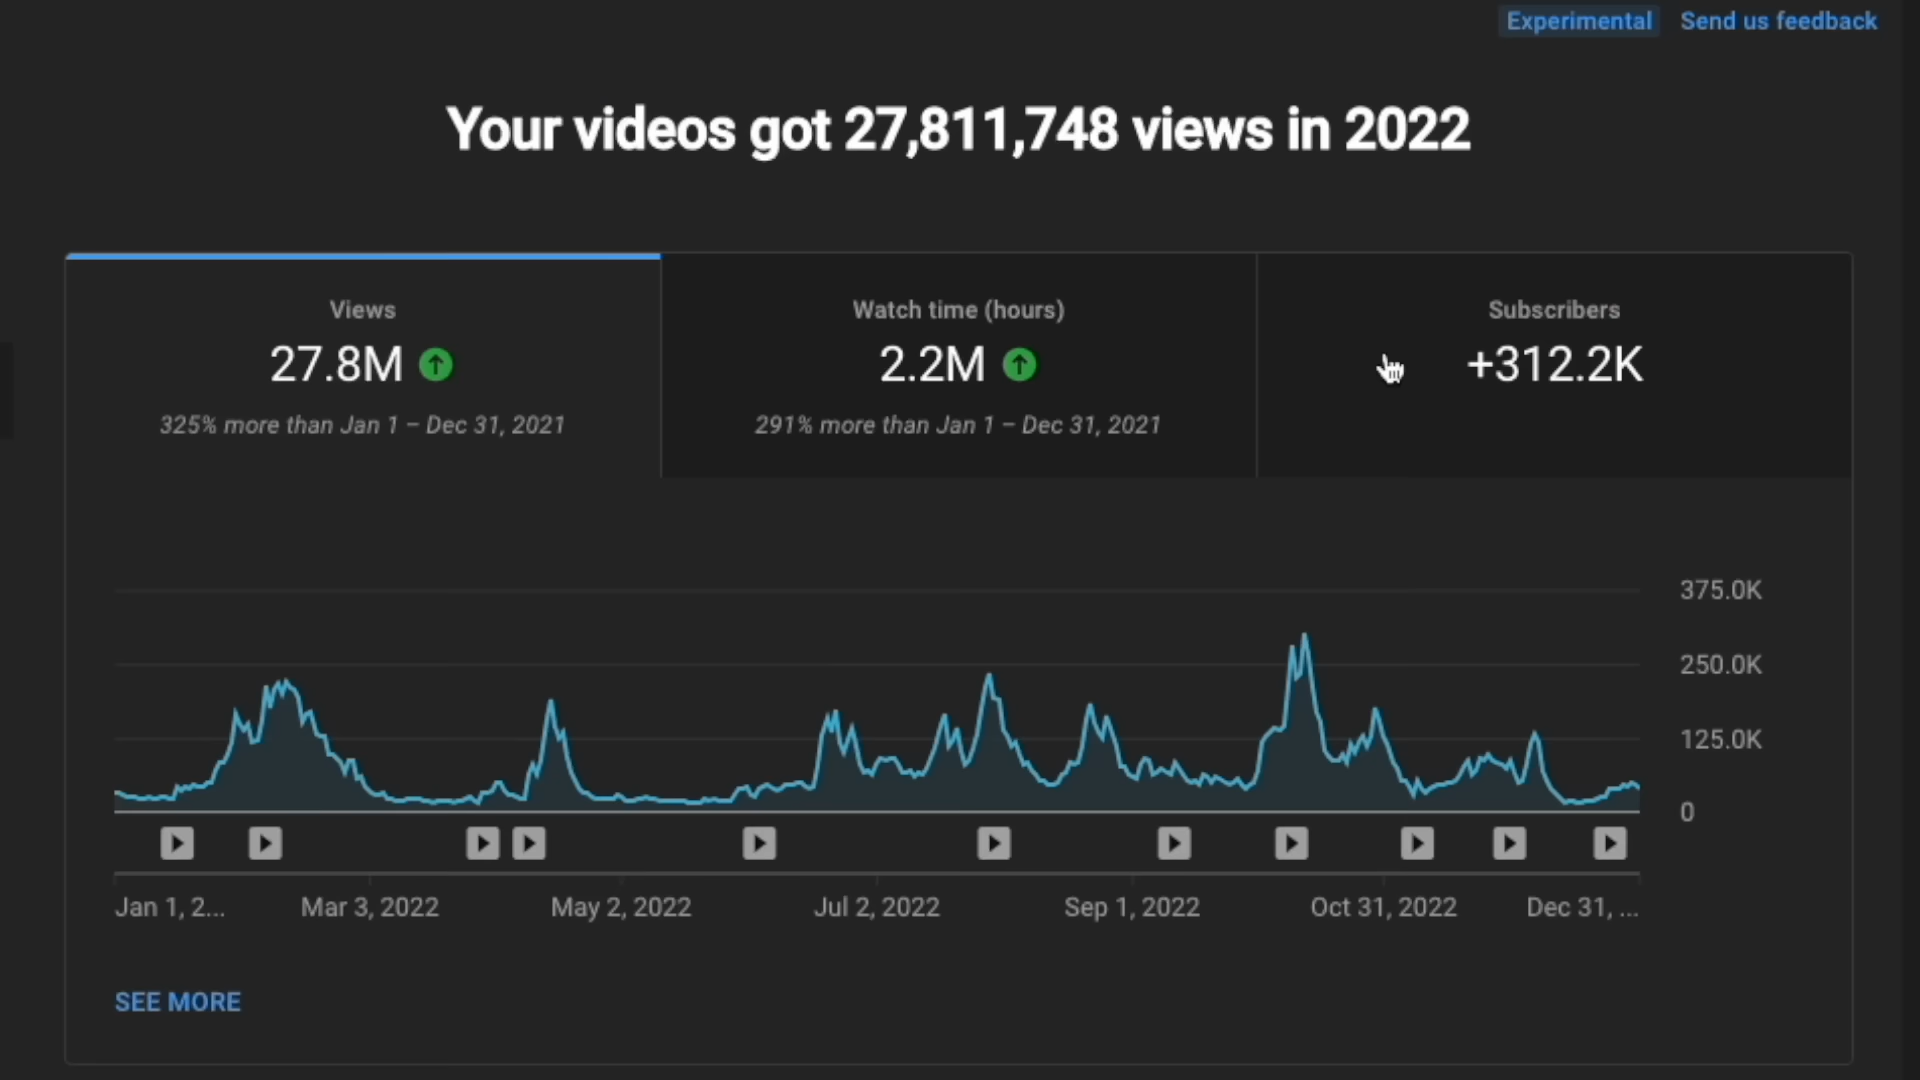 Experimental Send us feedback
Your videos got 27,811,748 views in 2022
Views
27.8M
325% more than Jan 1 – Dec 31, 2021
Watch time (hours)
2.2M
291% more than Jan 1 – Dec 31, 2021
Subscribers
+312.2K
375.0K
250.0K
125.0K
0
Jan 1, 2... Mar 3, 2022 May 2, 2022 Jul 2, 2022 Sep 1, 2022 Oct 31, 2022 Dec 31, ...
SEE MORE